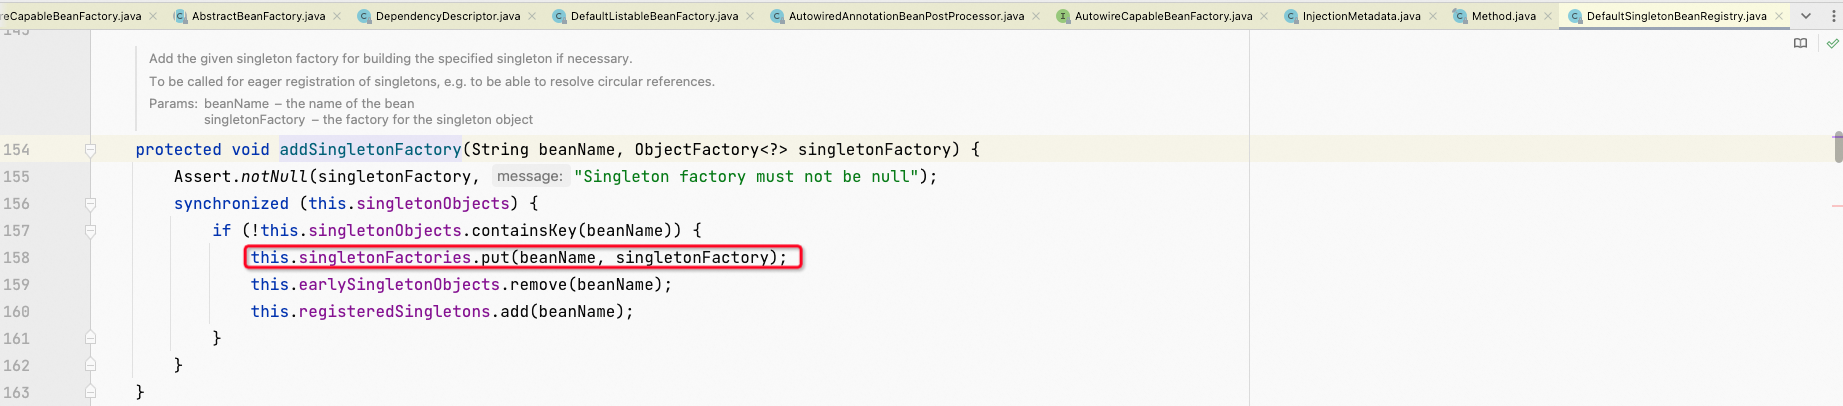 reCapableBeanFactory.java AbstractBeanFactory.java DependencyDescriptor.java DefaultListableBeanFactory.java AutowiredAnnotationBeanPostProcessor.java AutowireCapableBeanFactory.java InjectionMetadata.java Method.java DefaultSingletonBeanRegistry.java
Add the given singleton factory for building the specified singleton if necessary.
To be called for eager registration of singletons, e.g. to be able to resolve circular references.
Params: beanName – the name of the bean
singletonFactory – the factory for the singleton object
154 protected void addSingletonFactory(String beanName, ObjectFactory<?> singletonFactory) {
155 Assert.notNull(singletonFactory, message: "Singleton factory must not be null");
156 synchronized (this.singletonObjects) {
157 if (!this.singletonObjects.containsKey(beanName)) {
158 this.singletonFactories.put(beanName, singletonFactory);
159 this.earlySingletonObjects.remove(beanName);
160 this.registeredSingletons.add(beanName);
161 }
162 }
163 }